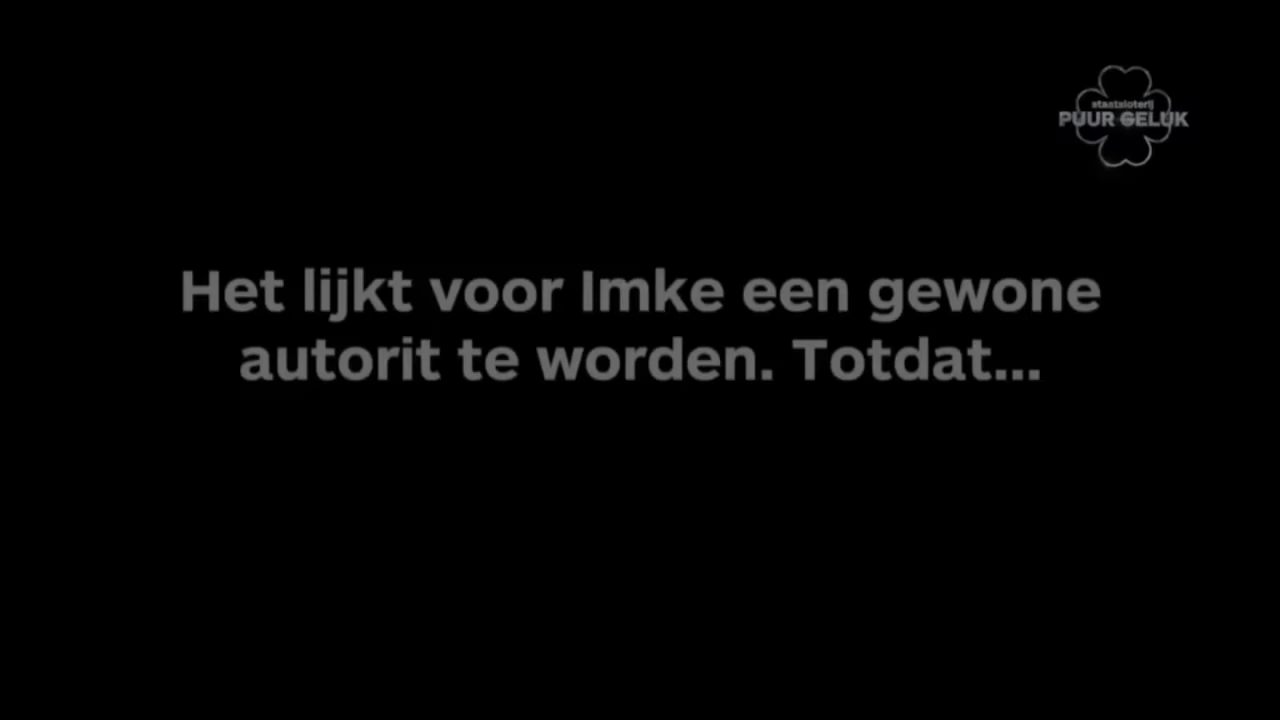 staatsloterij
PUUR GELUK
Het lijkt voor Imke een gewone
autorit te worden. Totdat...